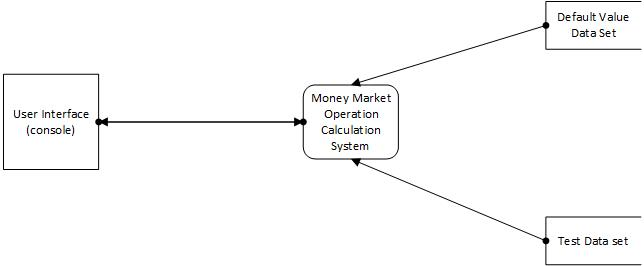 Default Value
Data Set
User Interface
(console)
Money Market
Operation
Calculation
System
Test Data set